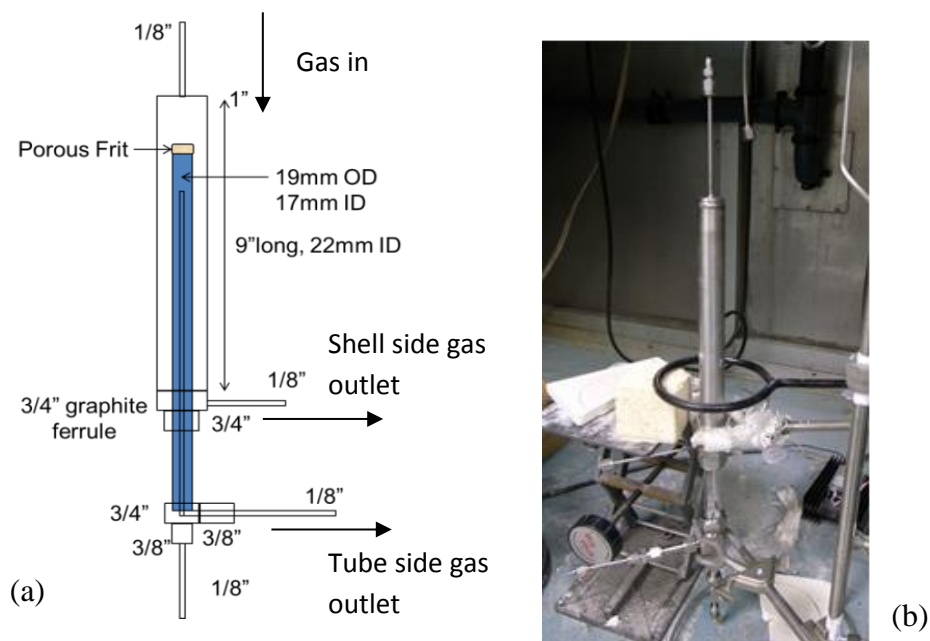 1/8”
Gas in
1”
Porous Frit
19mm OD
17mm ID
9”long, 22mm ID
Shell side gas
outlet
1/8”
3/4” graphite
ferrule
3/4”
1/8”
3/4”
3/8”
3/8”
Tube side gas
outlet
1/8”
(a)
(b)